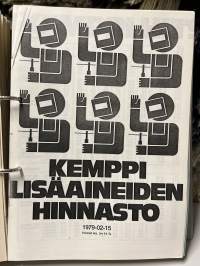 KEMPPI
LISÄAINEIDEN
HINNASTO
1979-02-15